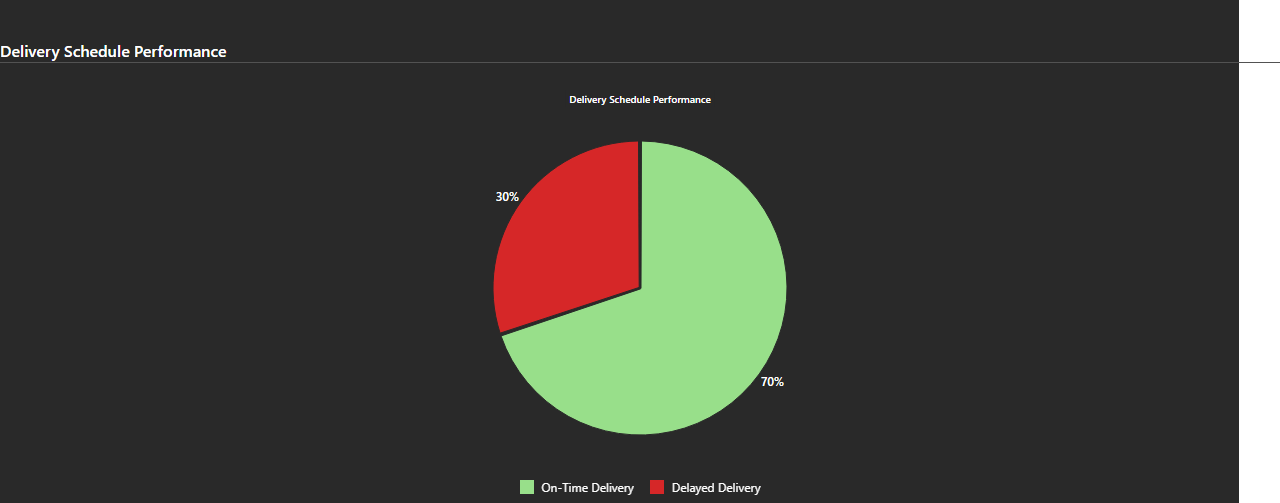 Delivery Schedule Performance
Delivery Schedule Performance
30%
70%
On-Time Delivery Delayed Delivery